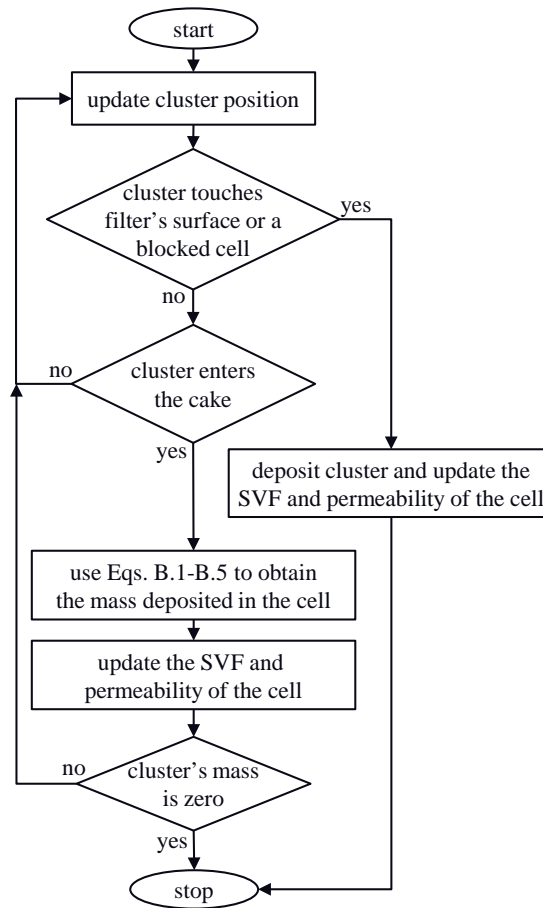 start
update cluster position
cluster touches
filter's surface or a
blocked cell
yes
no
cluster enters
the cake
no
yes
deposit cluster and update the
SVF and permeability of the cell
use Eqs. B.1-B.5 to obtain
the mass deposited in the cell
update the SVF and
permeability of the cell
cluster's mass
is zero
no
yes
stop